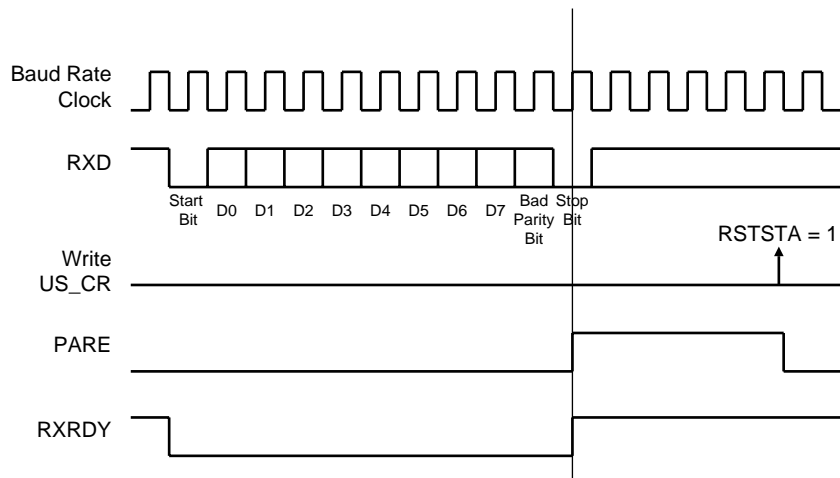 Baud Rate
Clock
RXD
Start
Bit
D0 D1 D2 D3 D4 D5 D6 D7
Bad
Parity
Bit
Stop
Bit
RSTSTA = 1
Write
US_CR
PARE
RXRDY